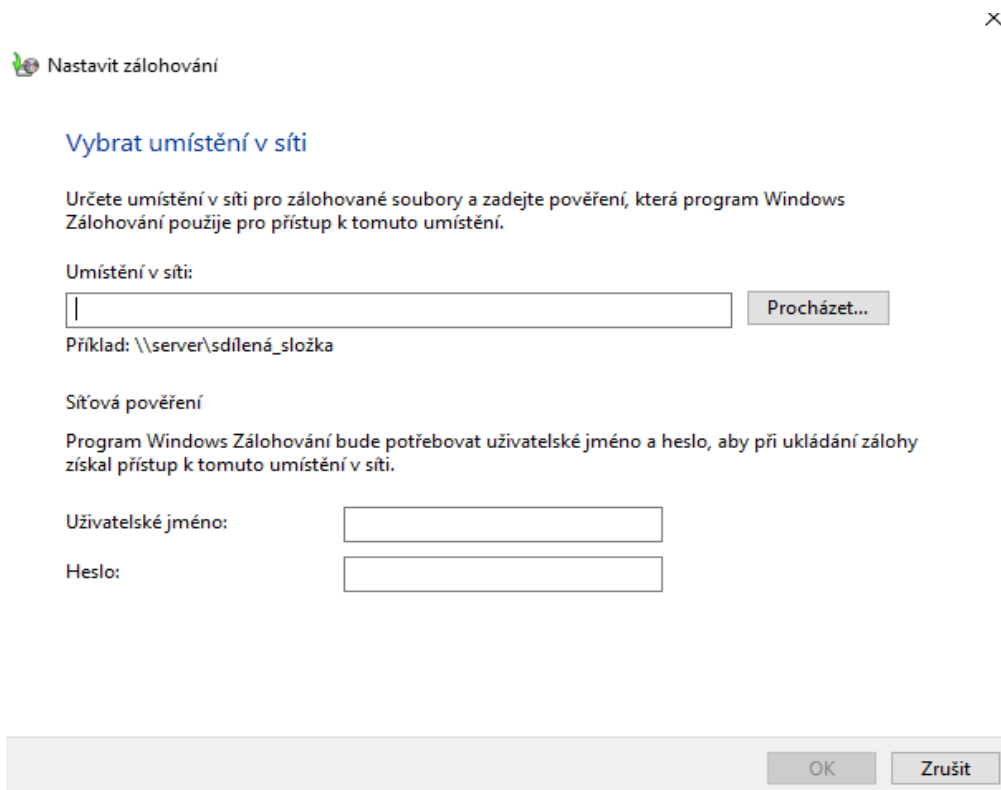 Nastavit zálohování
Vybrat umístění v síti
Určete umístění v síti pro zálohované soubory a zadejte pověření, která program Windows
Zálohování použije pro přístup k tomuto umístění.
Umístění v síti:
Procházet...
Příklad: \\server\sdílená_složka
Síťová pověření
Program Windows Zálohování bude potřebovat uživatelské jméno a heslo, aby při ukládání zálohy
získal přístup k tomuto umístění v síti.
Uživatelské jméno:
Heslo:
OK Zrušit